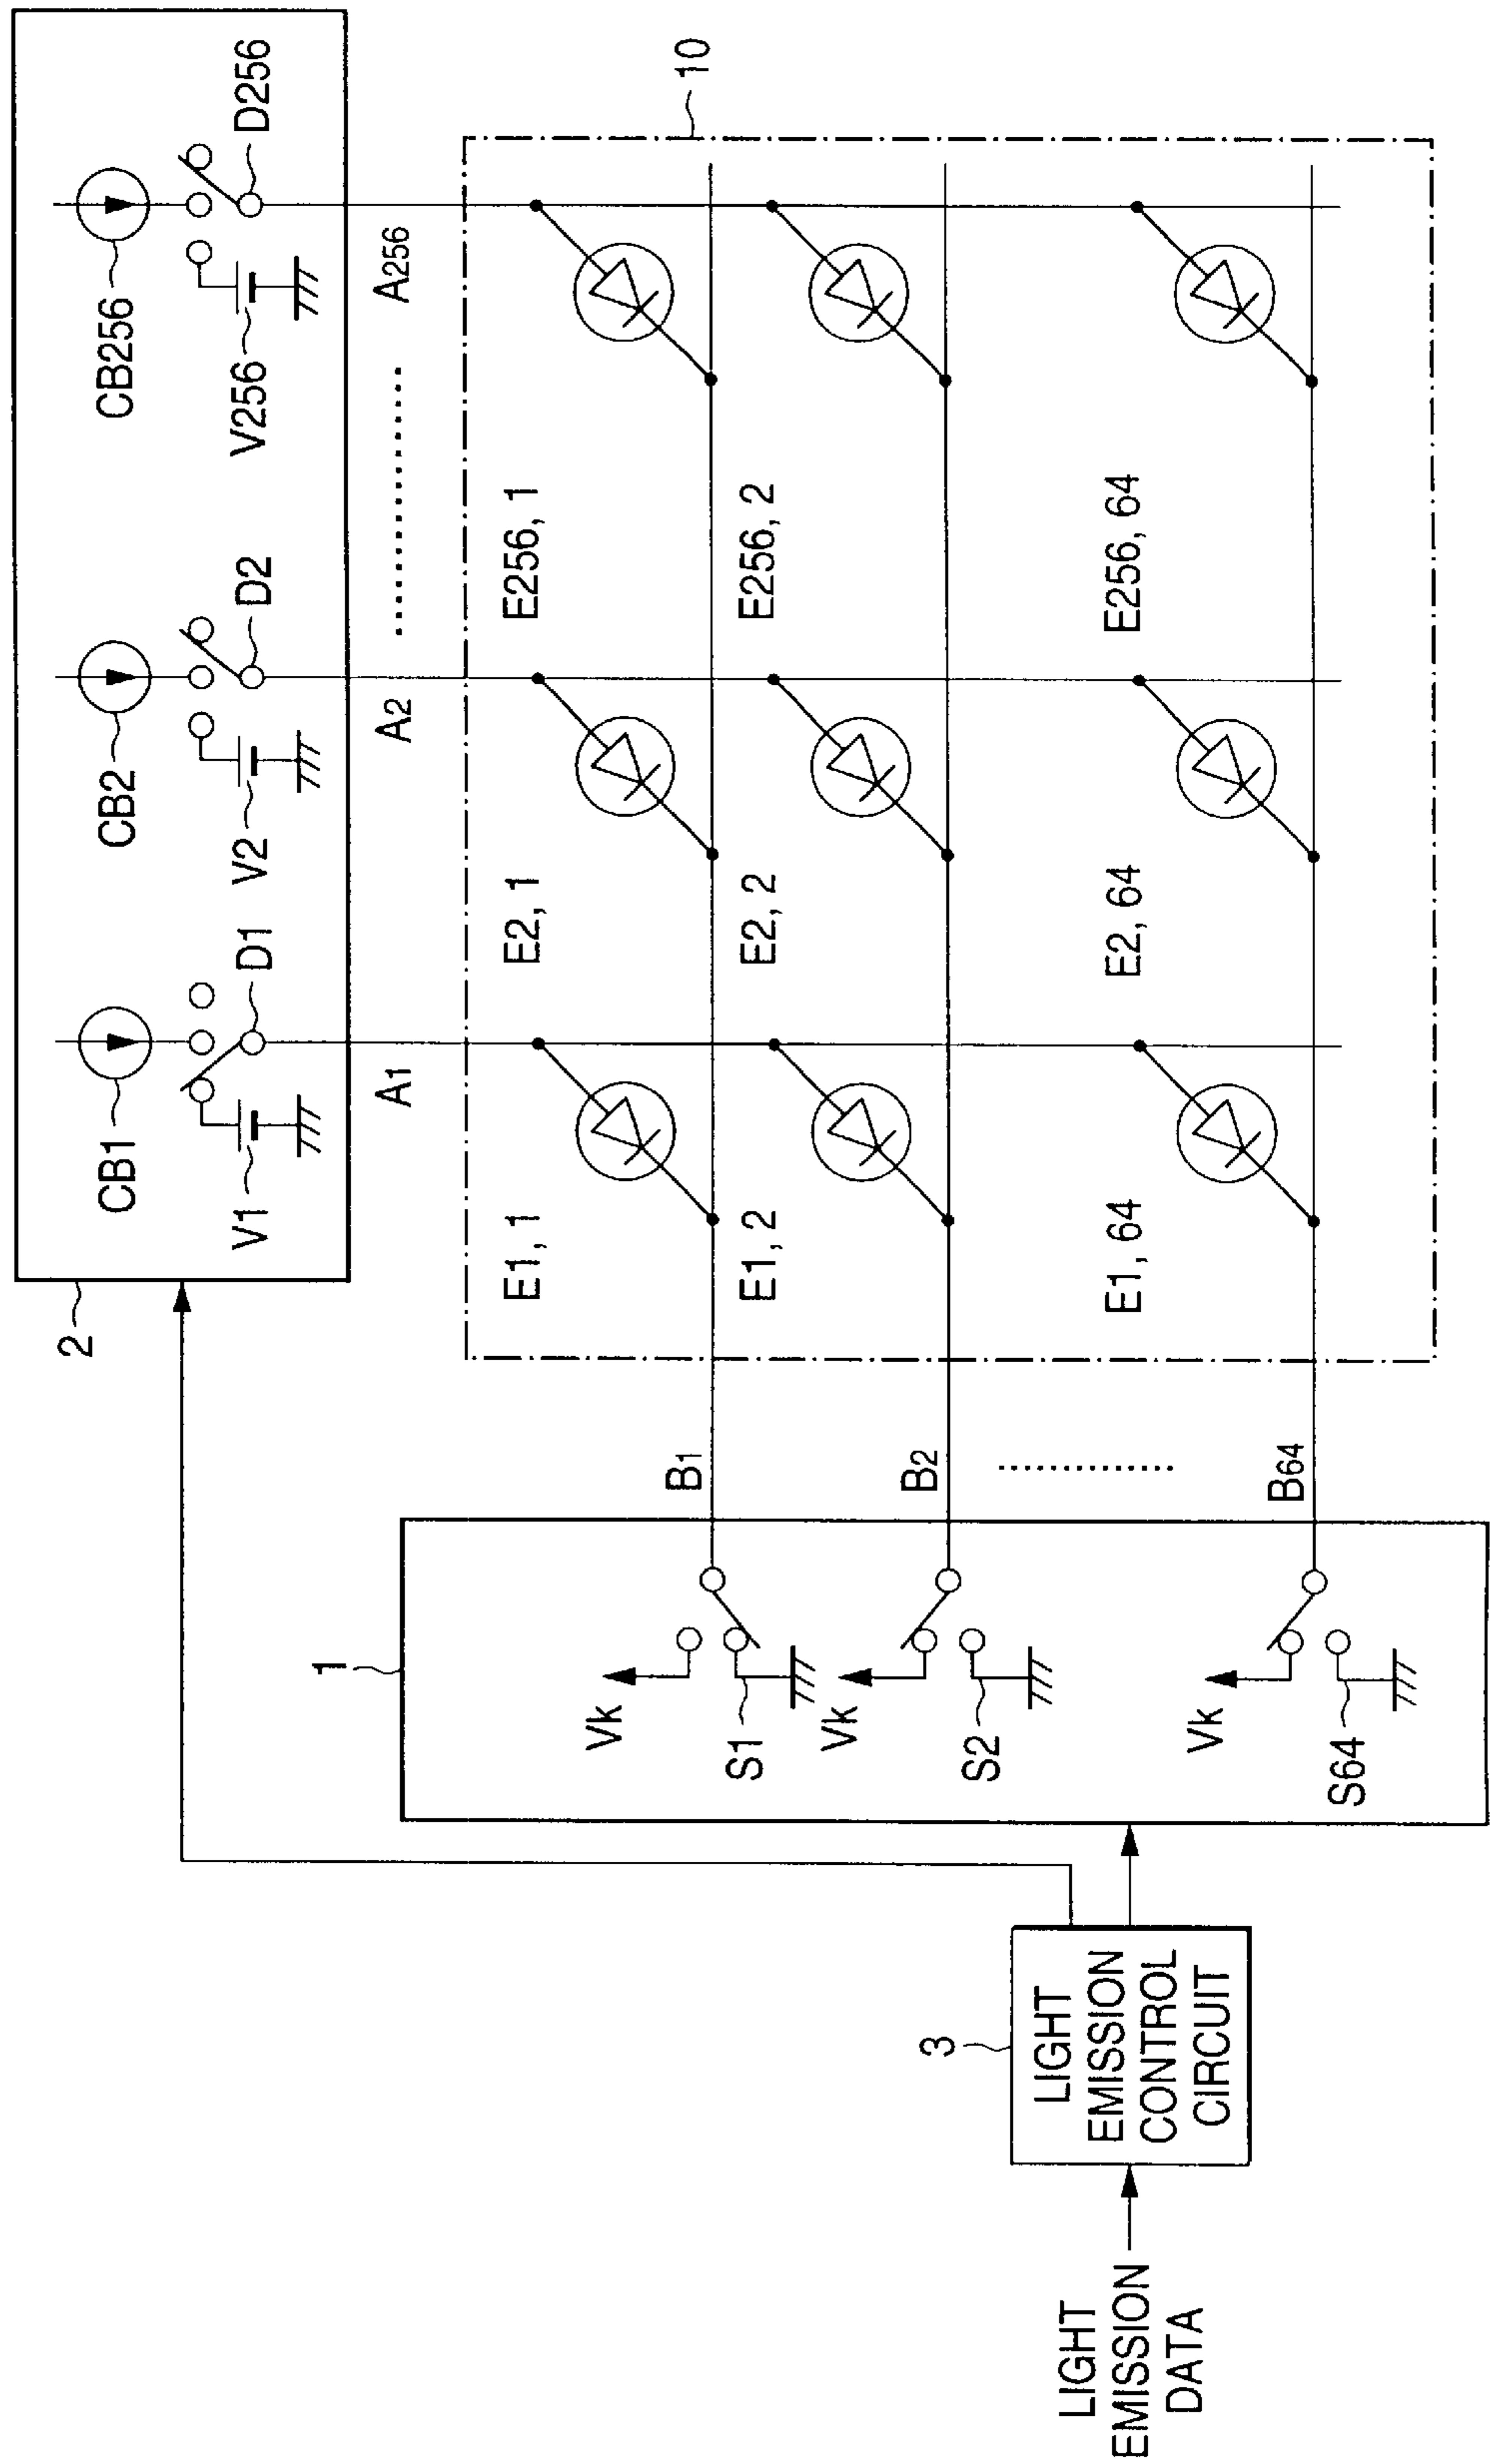 2
CB1
CB2
CB256
V1
D1
V2
D2
V256
D256
A1
A2
A256
10
E1, 1
E2, 1
E256, 1
E1, 2
E2, 2
E256, 2
E1, 64
E2, 64
E256, 64
1
B1
B2
B64
Vk
S1
Vk
S2
Vk
S64
3
LIGHT
EMISSION
CONTROL
CIRCUIT
LIGHT
EMISSION
DATA